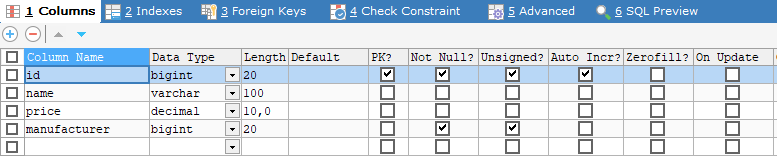 1 Columns 2 Indexes 3 Foreign Keys 4 Check Constraint 5 Advanced 6 SQL Preview
Column Name Data Type Length Default PK? Not Null? Unsigned? Auto Incr? Zerofill? On Update
id bigint 20
name varchar 100
price decimal 10,0
manufacturer bigint 20